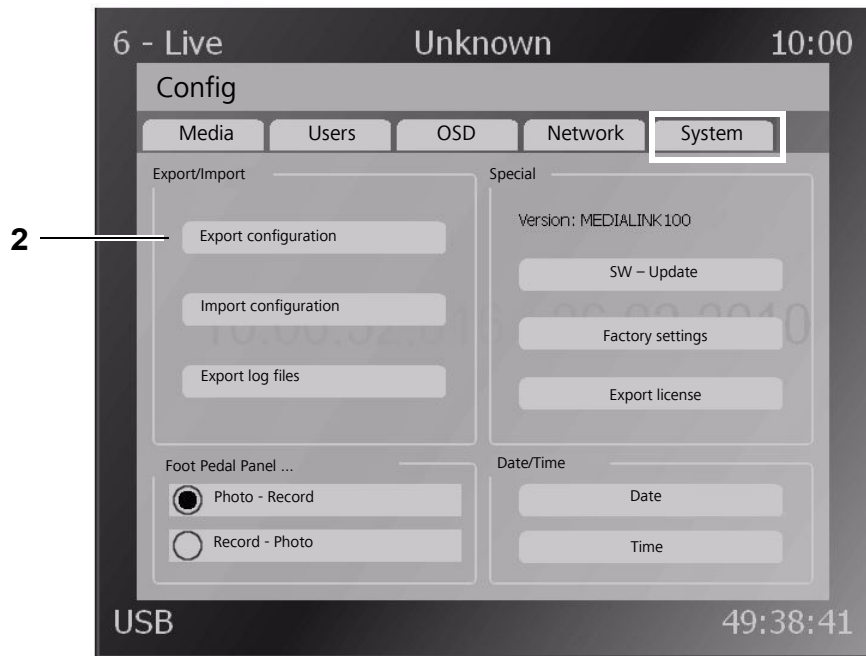 6 - Live Unknown 10:00
Config
Media Users OSD Network System
Export/Import
Export configuration
Import configuration
Export log files
Special
Version: MEDIALINK100
SW – Update
Factory settings
Export license
Foot Pedal Panel ...
Photo - Record
Record - Photo
Date/Time
Date
Time
USB 49:38:41
2